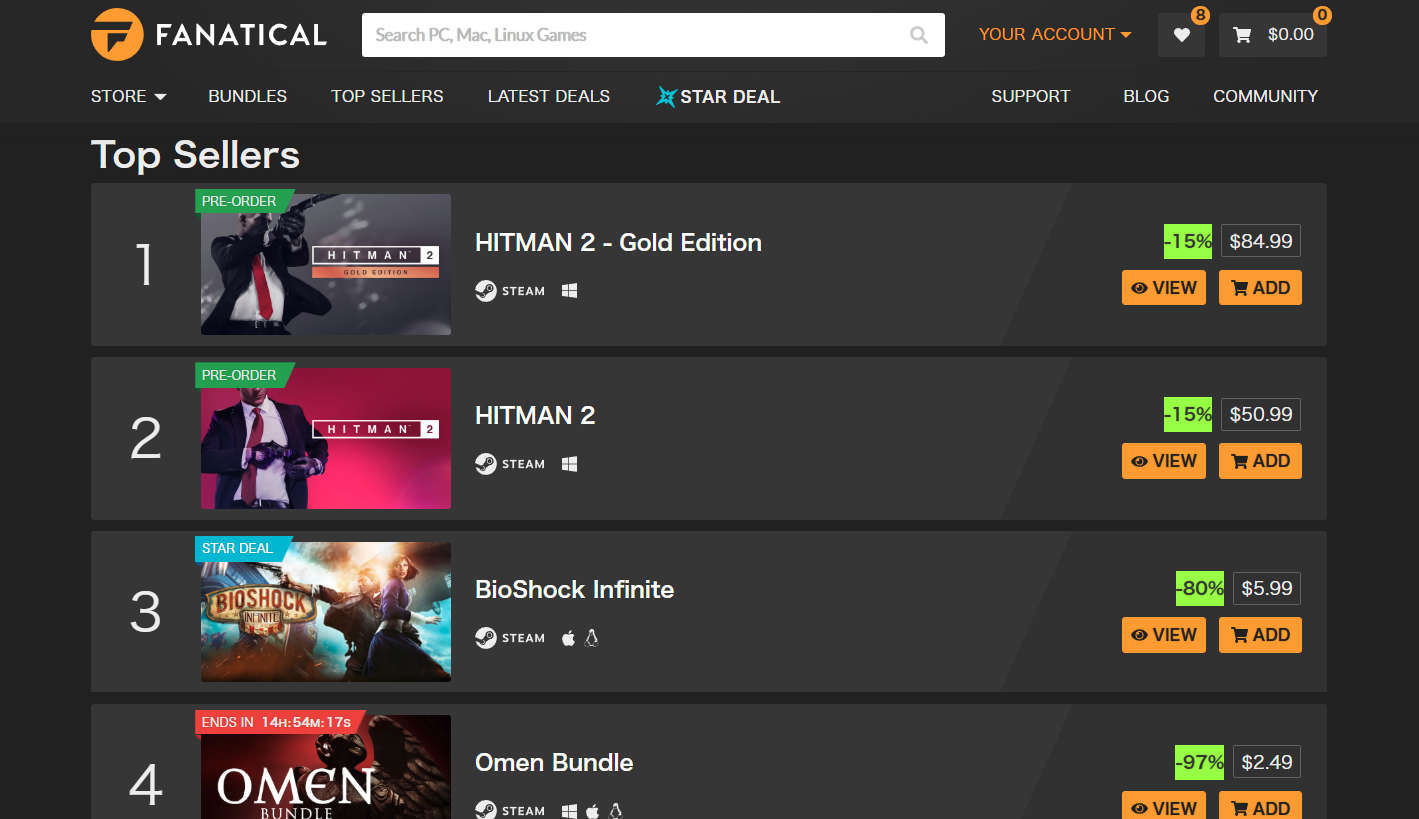 FANATICAL
Search PC, Mac, Linux Games
YOUR ACCOUNT
8
0
$0.00
STORE
BUNDLES
TOP SELLERS
LATEST DEALS
STAR DEAL
SUPPORT
BLOG
COMMUNITY
Top Sellers
1
PRE-ORDER
HITMAN 2
GOLD EDITION
HITMAN 2 - Gold Edition
STEAM
-15%
$84.99
VIEW
ADD
2
PRE-ORDER
HITMAN 2
HITMAN 2
STEAM
-15%
$50.99
VIEW
ADD
3
STAR DEAL
BIOSHOCK
INFINITE
BioShock Infinite
STEAM
-80%
$5.99
VIEW
ADD
4
ENDS IN 14H:54M:17S
OMEN
BUNDLE
Omen Bundle
STEAM
-97%
$2.49
VIEW
ADD